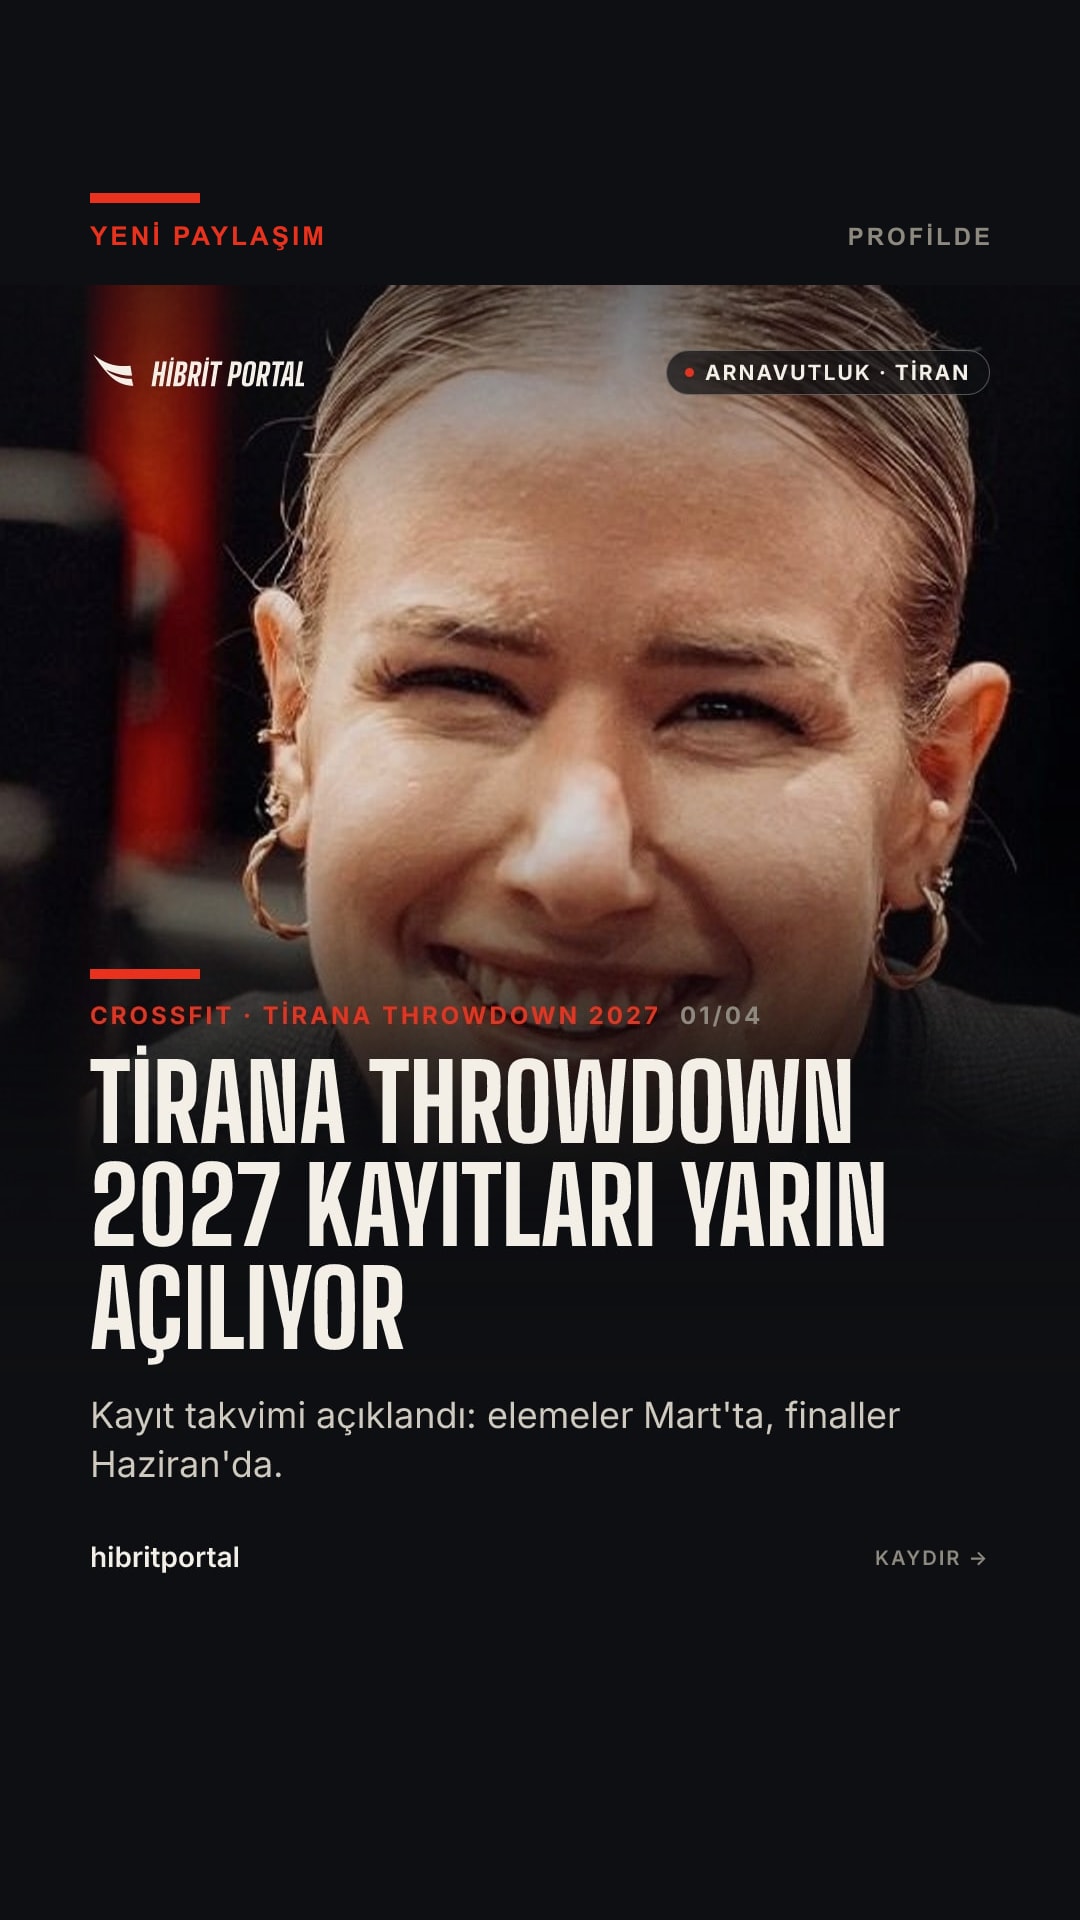 YENİ PAYLAŞIM
PROFİLDE
HİBRİT PORTAL
ARNAVUTLUK · TİRAN
CROSSFIT · TİRANA THROWDOWN 2027 01/04
TİRANA THROWDOWN
2027 KAYITLARI YARIN
AÇILIYOR
Kayıt takvimi açıklandı: elemeler Mart'ta, finaller
Haziran'da.
hibritportal
KAYDIR →